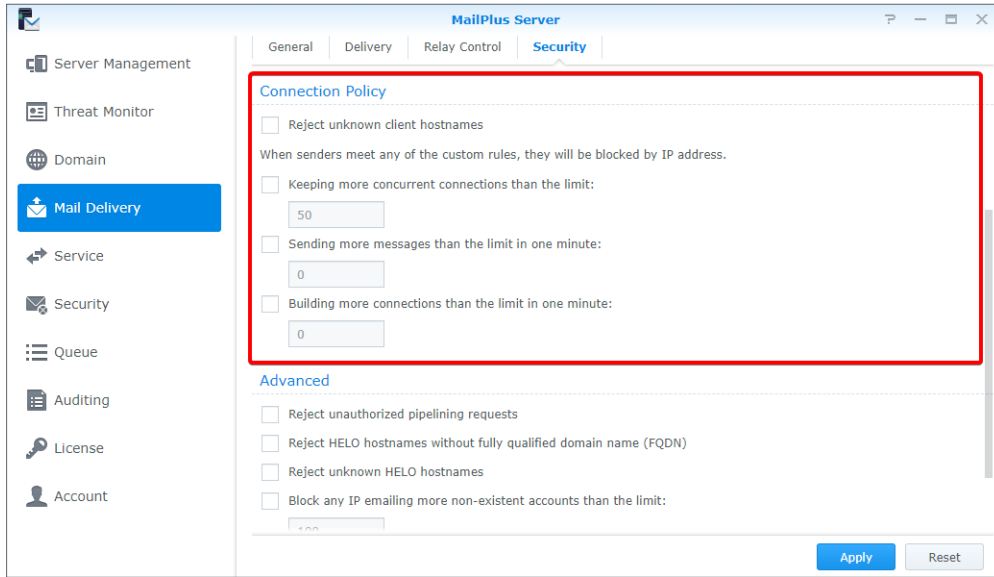 MailPlus Server
General Delivery Relay Control Security
Server Management
Threat Monitor
Domain
Mail Delivery
Service
Security
Queue
Auditing
License
Account
Connection Policy
Reject unknown client hostnames
When senders meet any of the custom rules, they will be blocked by IP address.
Keeping more concurrent connections than the limit:
50
Sending more messages than the limit in one minute:
0
Building more connections than the limit in one minute:
0
Advanced
Reject unauthorized pipelining requests
Reject HELO hostnames without fully qualified domain name (FQDN)
Reject unknown HELO hostnames
Block any IP emailing more non-existent accounts than the limit:
Apply Reset